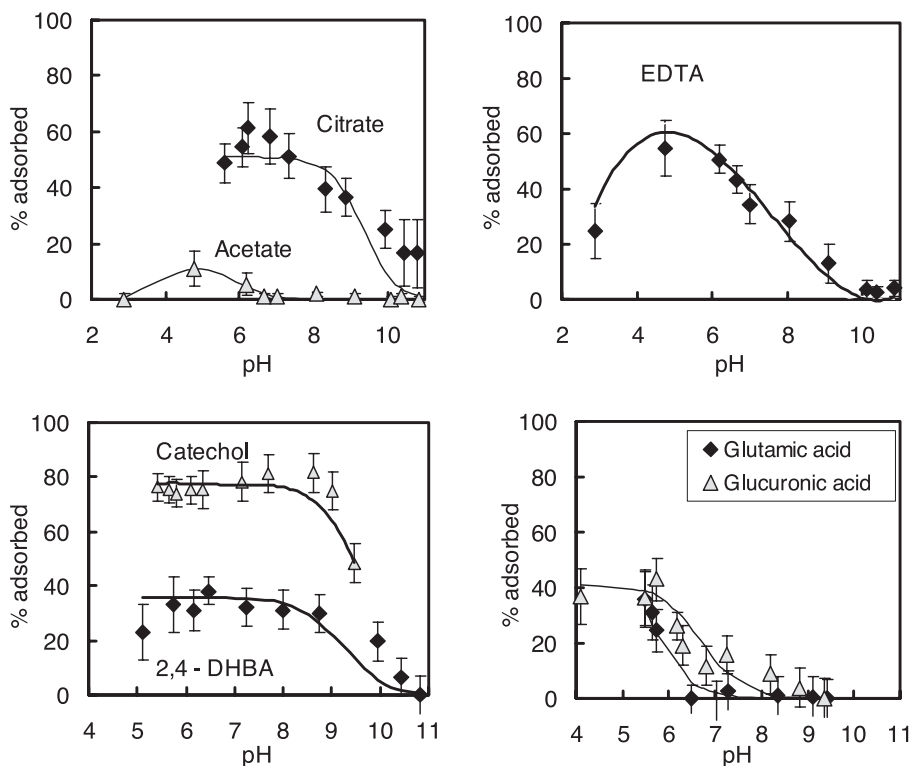 100
80
60
40
20
0
% adsorbed
Citrate
Acetate
2 4 6 8 10
pH
100
80
60
40
20
0
% adsorbed
EDTA
2 4 6 8 10
pH
100
80
60
40
20
0
% adsorbed
Catechol
2,4 - DHBA
4 5 6 7 8 9 10 11
pH
100
80
60
40
20
0
% adsorbed
Glutamic acid
Glucuronic acid
4 5 6 7 8 9 10 11
pH